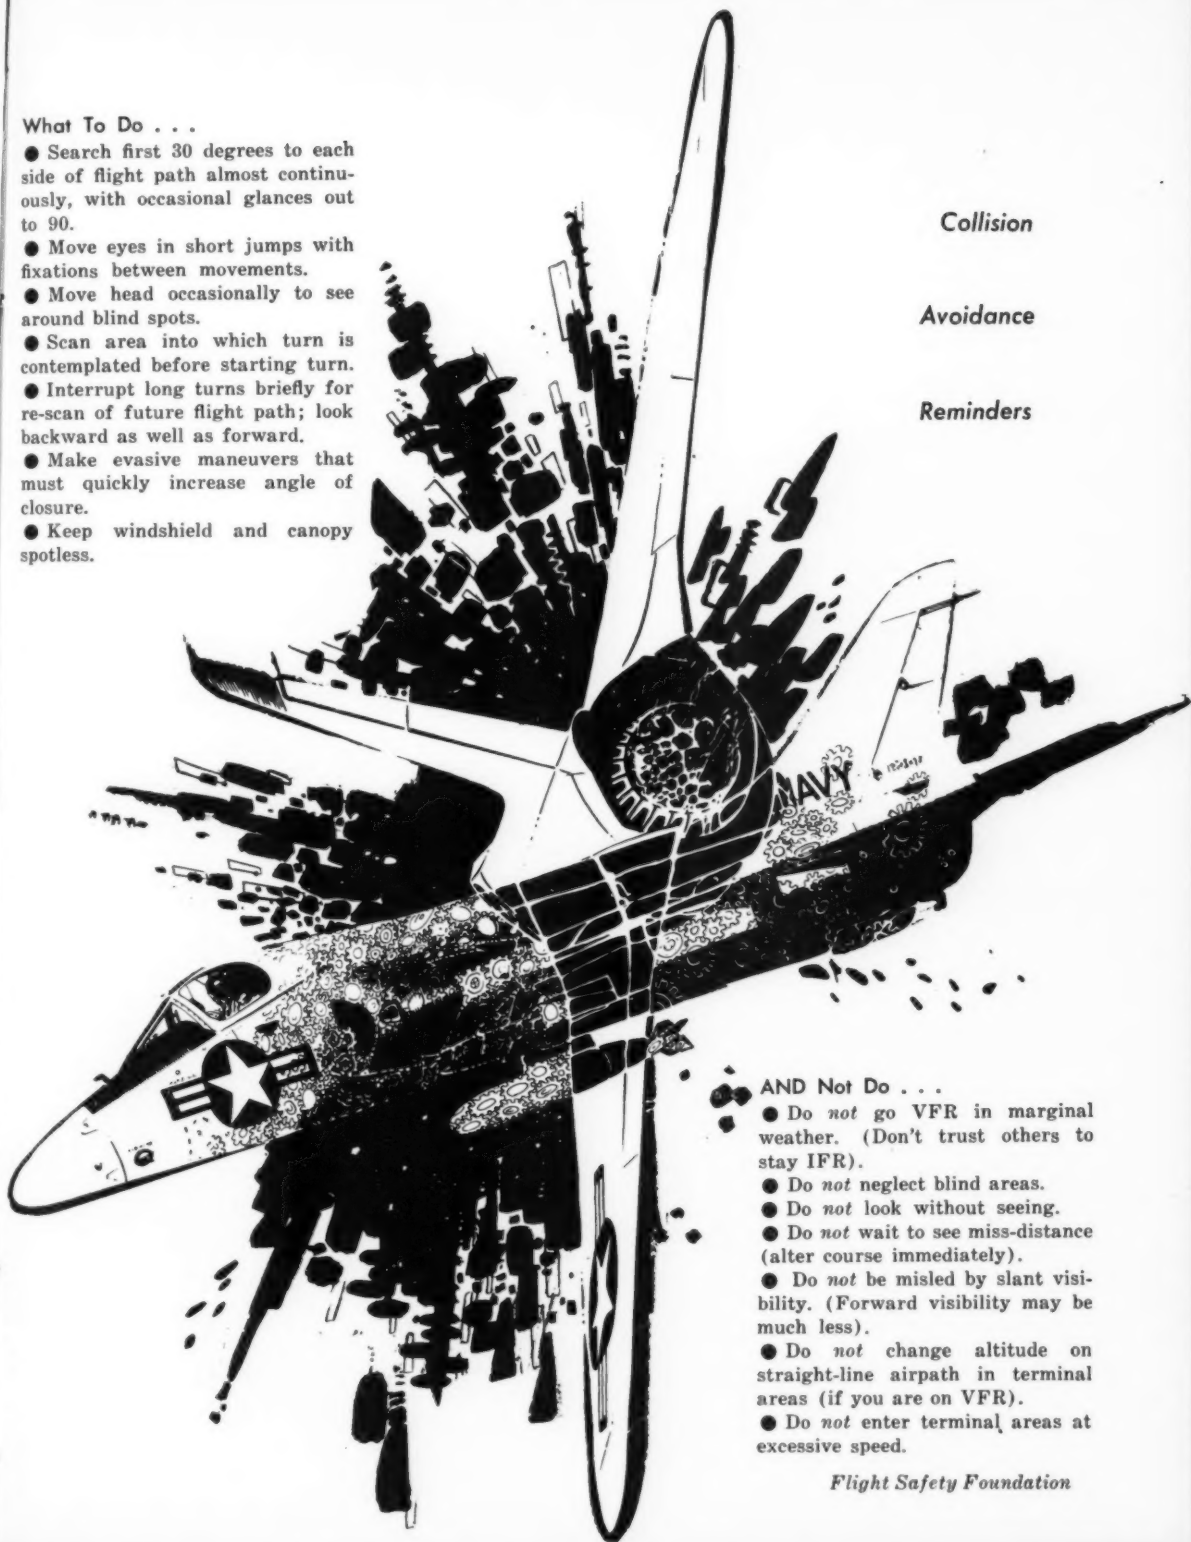 What To Do . . .
● Search first 30 degrees to each
side of flight path almost continu-
ously, with occasional glances out
to 90.
● Move eyes in short jumps with
fixations between movements.
● Move head occasionally to see
around blind spots.
● Scan area into which turn is
contemplated before starting turn.
● Interrupt long turns briefly for
re-scan of future flight path; look
backward as well as forward.
● Make evasive maneuvers that
must quickly increase angle of
closure.
● Keep windshield and canopy
spotless.
Collision
Avoidance
Reminders
NAVY
AND Not Do . . .
● Do not go VFR in marginal
weather. (Don't trust others to
stay IFR).
● Do not neglect blind areas.
● Do not look without seeing.
● Do not wait to see miss-distance
(alter course immediately).
● Do not be misled by slant visi-
bility. (Forward visibility may be
much less).
● Do not change altitude on
straight-line airpath in terminal
areas (if you are on VFR).
● Do not enter terminal areas at
excessive speed.
Flight Safety Foundation